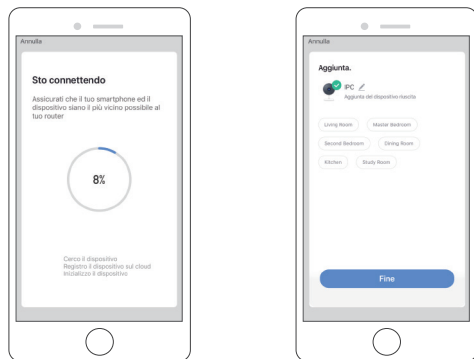 Annulla
Sto connettendo
Assicurati che il tuo smartphone ed il
dispositivo siano il più vicino possibile al
tuo router
8%
Cerco il dispositivo
Registro il dispositivo sul cloud
Inizializzo il dispositivo
Annulla
Aggiunta.
IPC
Aggiunta del dispositivo riuscita
Living Room Master Bedroom
Second Bedroom Dining Room
Kitchen Study Room
Fine